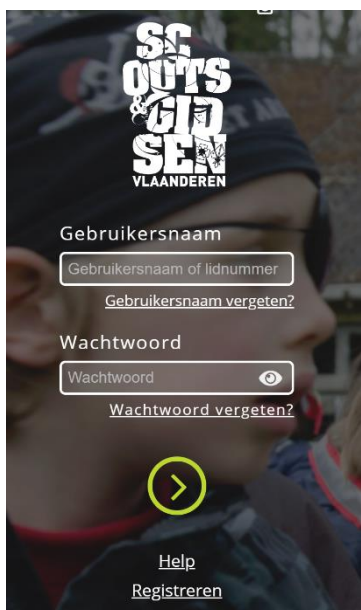 SC
OUTS
&GID
SEN
VLAANDEREN
Gebruikersnaam
Gebruikersnaam of lidnummer
Gebruikersnaam vergeten?
Wachtwoord
Wachtwoord
Wachtwoord vergeten?
Help
Registreren